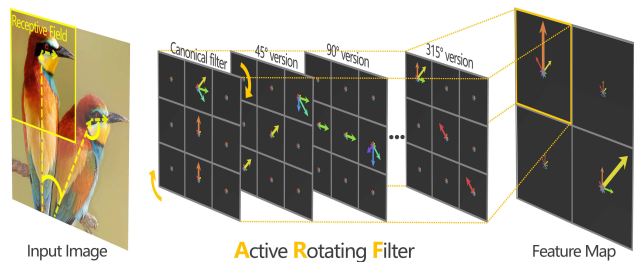 Receptive Field
Canonical filter
45° version
90° version
315° version
Input Image
Active Rotating Filter
Feature Map